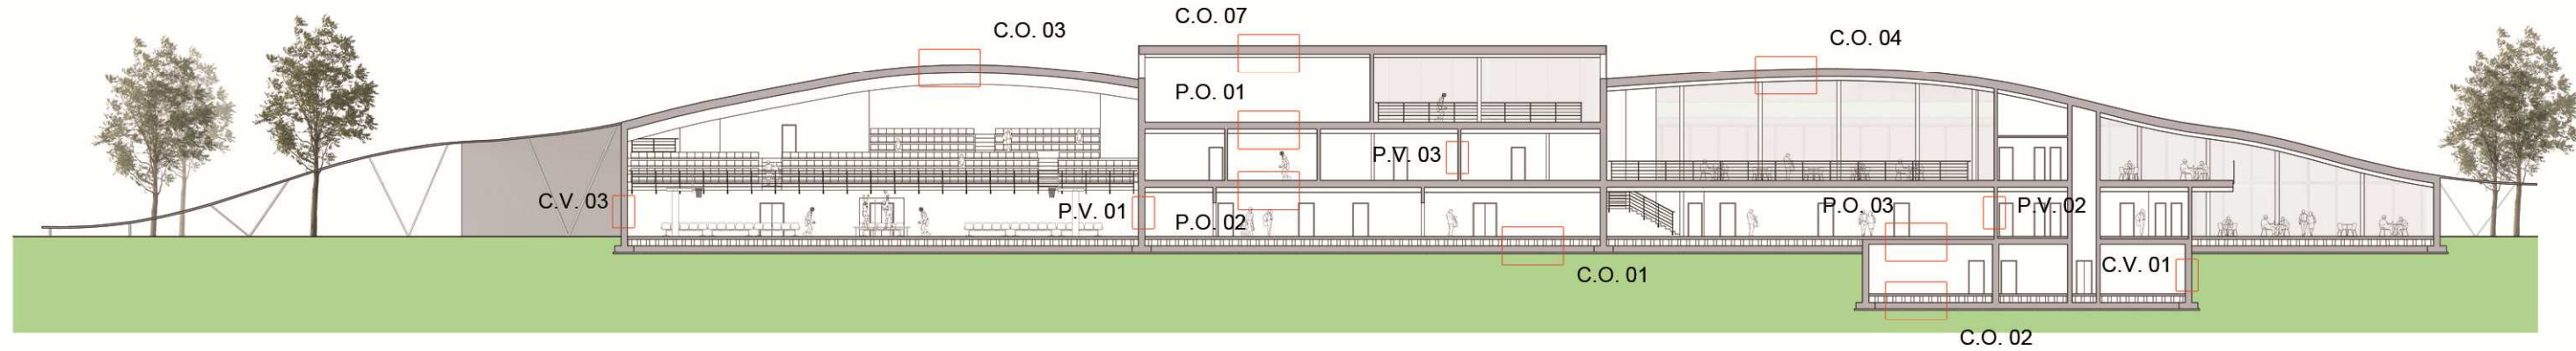 C.O. 07
C.O. 03
C.O. 04
P.O. 01
P.V. 03
C.V. 03
P.V. 01
P.O. 02
P.O. 03
P.V. 02
C.O. 01
C.V. 01
C.O. 02